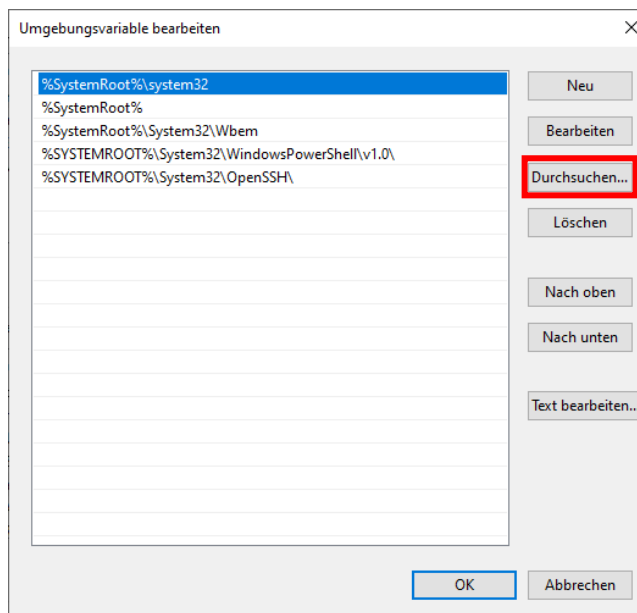 Umgebungsvariable bearbeiten
%SystemRoot%\system32
%SystemRoot%
%SystemRoot%\System32\Wbem
%SYSTEMROOT%\System32\WindowsPowerShell\v1.0\
%SYSTEMROOT%\System32\OpenSSH\
Neu
Bearbeiten
Durchsuchen...
Löschen
Nach oben
Nach unten
Text bearbeiten...
OK
Abbrechen